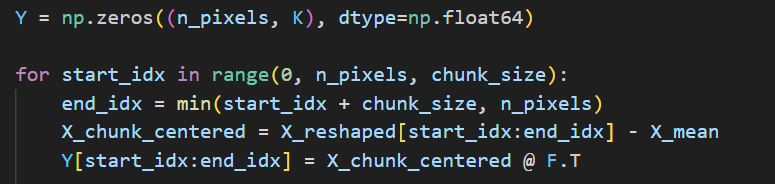 Y = np.zeros((n_pixels, K), dtype=np.float64)
for start_idx in range(0, n_pixels, chunk_size):
    end_idx = min(start_idx + chunk_size, n_pixels)
    X_chunk_centered = X_reshaped[start_idx:end_idx] - X_mean
    Y[start_idx:end_idx] = X_chunk_centered @ F.T